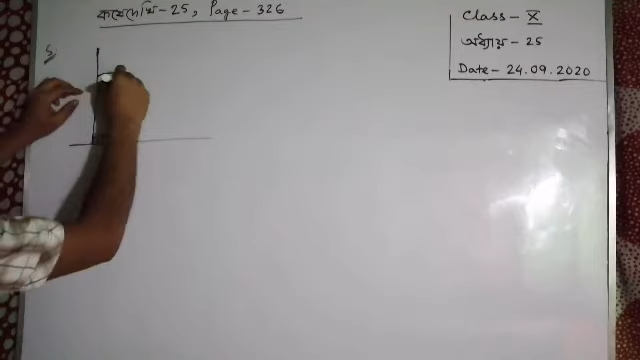 কষে দেখি - 25, Page - 326
Class - X
অধ্যায় - 25
Date - 24.09.2020